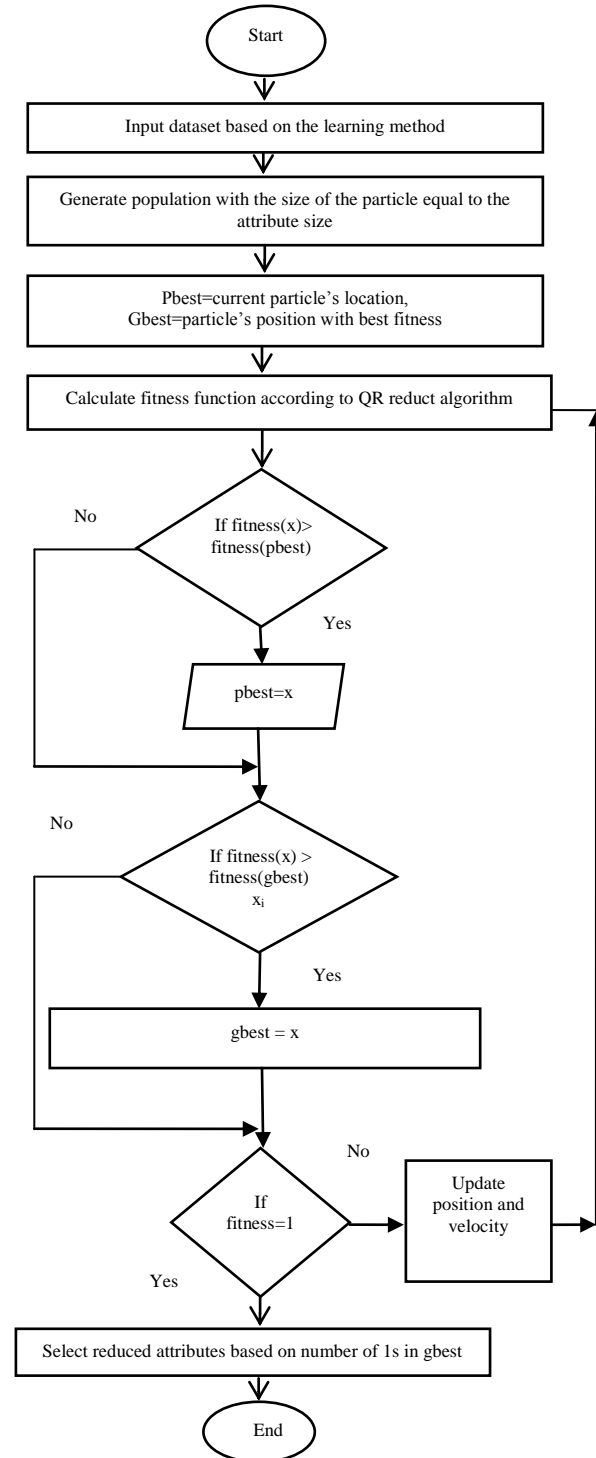 Start
Input dataset based on the learning method
Generate population with the size of the particle equal to the
attribute size
Pbest=current particle’s location,
Gbest=particle’s position with best fitness
Calculate fitness function according to QR reduct algorithm
No
If fitness(x)>
fitness(pbest)
Yes
pbest=x
No
If fitness(x) >
fitness(gbest)
xᵢ
Yes
gbest = x
No
If
fitness=1
Update
position and
velocity
Yes
Select reduced attributes based on number of 1s in gbest
End